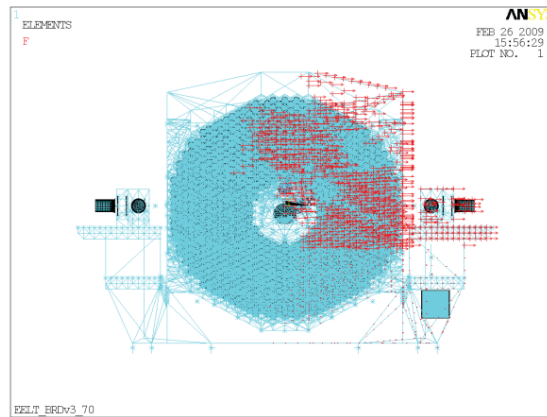 1
ELEMENTS
F
ANSYS
FEB 26 2009
15:56:29
PLOT NO. 1
EELT_BRDv3_70